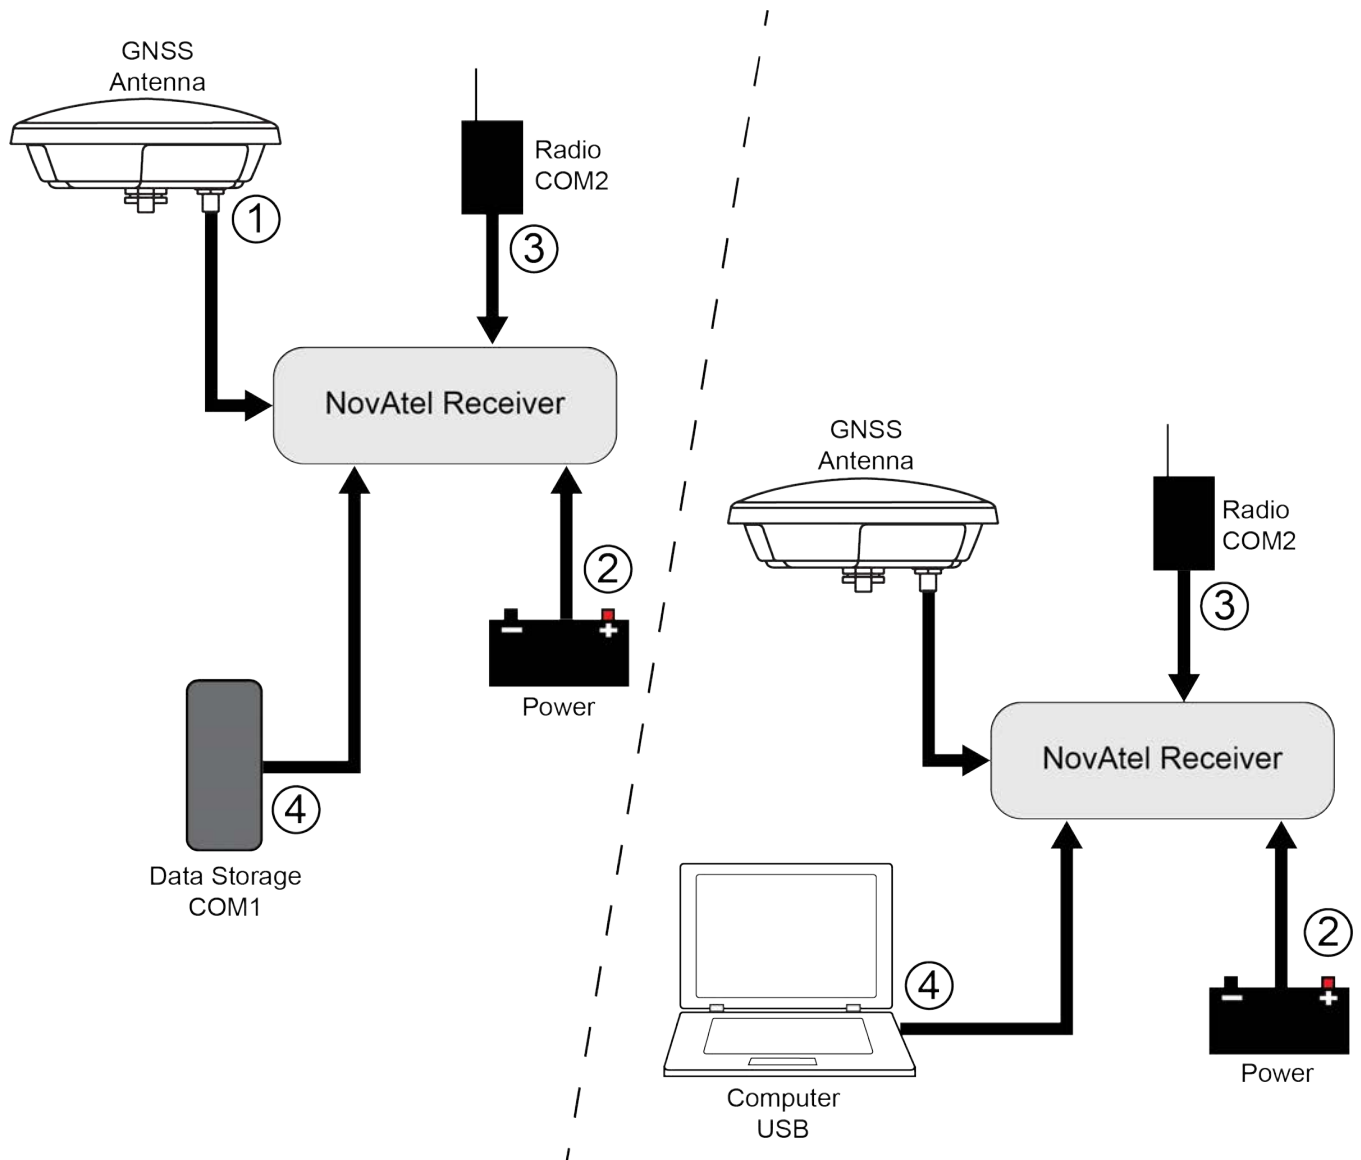 GNSS
Antenna
Radio
COM2
1
3
NovAtel Receiver
2
Power
4
Data Storage
COM1
GNSS
Antenna
Radio
COM2
3
NovAtel Receiver
2
4
Power
Computer
USB